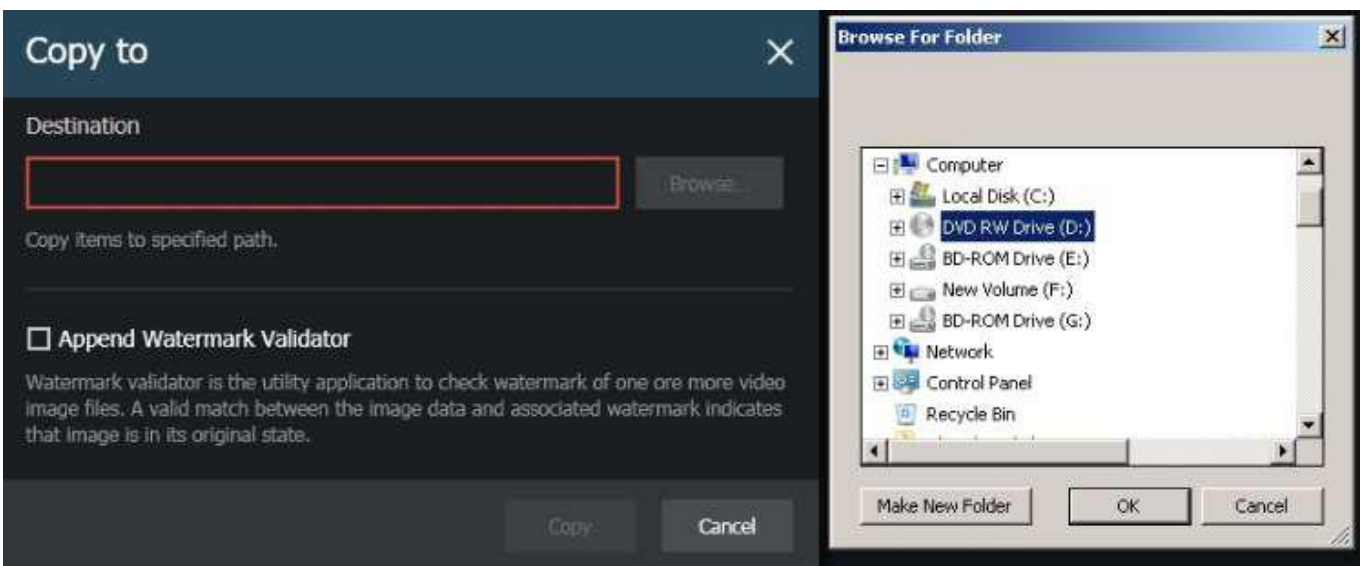 Copy to
Destination
Browse...
Copy items to specified path.
Append Watermark Validator
Watermark validator is the utility application to check watermark of one ore more video
image files. A valid match between the image data and associated watermark indicates
that image is in its original state.
Copy
Cancel
Browse For Folder
Computer
Local Disk (C:)
DVD RW Drive (D:)
BD-ROM Drive (E:)
New Volume (F:)
BD-ROM Drive (G:)
Network
Control Panel
Recycle Bin
Make New Folder
OK
Cancel